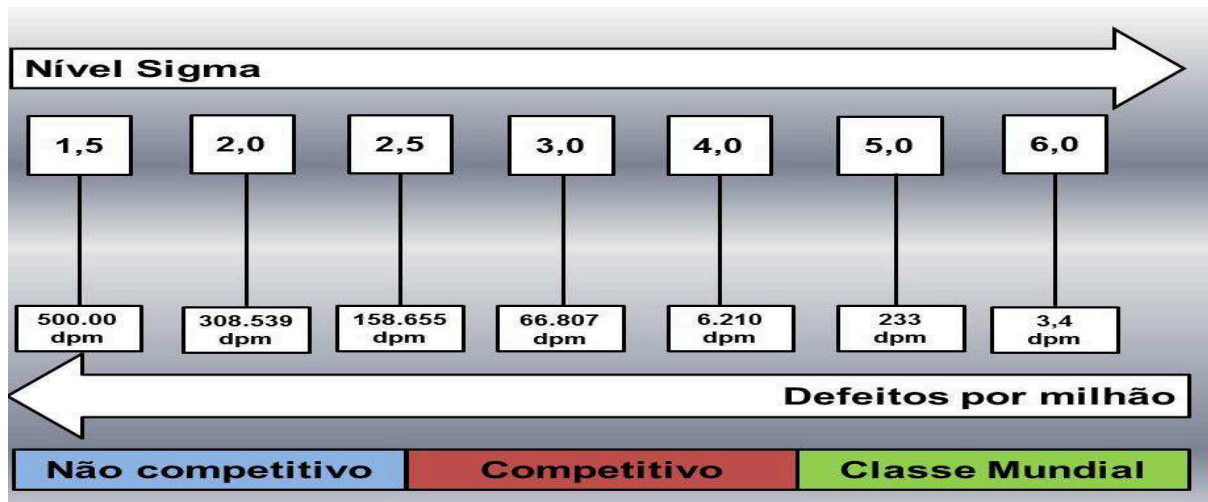 Nível Sigma
1,5
2,0
2,5
3,0
4,0
5,0
6,0
500.00
dpm
308.539
dpm
158.655
dpm
66.807
dpm
6.210
dpm
233
dpm
3,4
dpm
Defeitos por milhão
Não competitivo
Competitivo
Classe Mundial